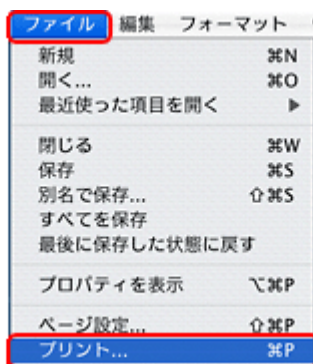 ファイル 編集 フォーマット
新規 ⌘N
開く... ⌘O
最近使った項目を開く ▶
閉じる ⌘W
保存 ⌘S
別名で保存... ⇧⌘S
すべてを保存
最後に保存した状態に戻す
プロパティを表示 ⌥⌘P
ページ設定... ⇧⌘P
プリント... ⌘P